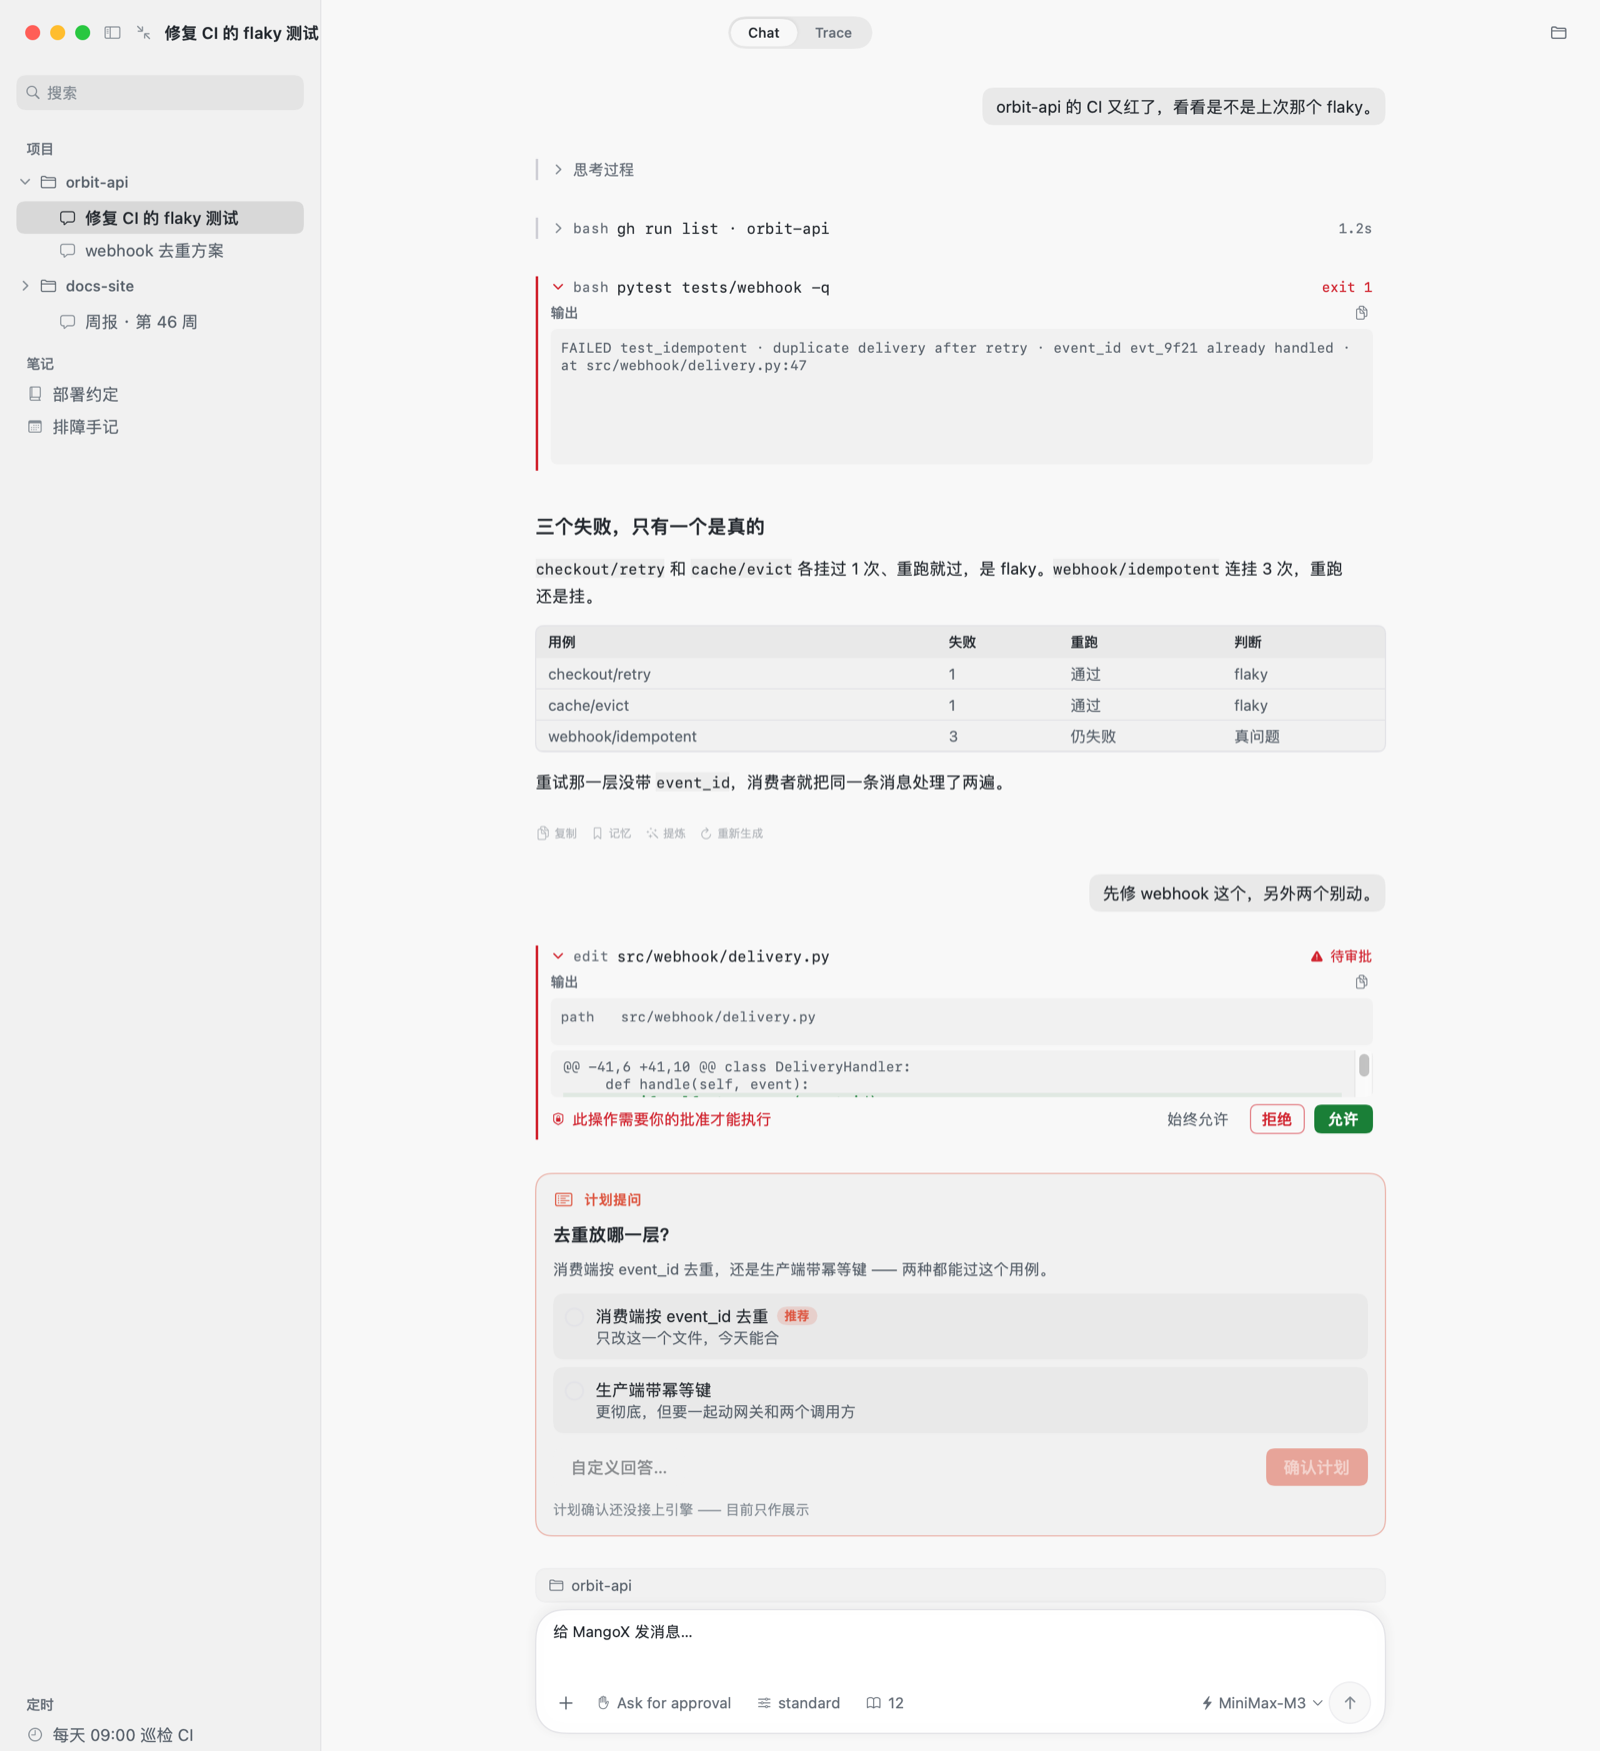 修复 CI 的 flaky 测试
Chat
Trace
搜索
项目
orbit-api
修复 CI 的 flaky 测试
webhook 去重方案
docs-site
周报 · 第 46 周
笔记
部署约定
排障手记
定时
每天 09:00 巡检 CI
orbit-api 的 CI 又红了，看看是不是上次那个 flaky。
思考过程
bash gh run list · orbit-api
1.2s
bash pytest tests/webhook -q
exit 1
输出
FAILED test_idempotent · duplicate delivery after retry · event_id evt_9f21 already handled ·
at src/webhook/delivery.py:47
三个失败，只有一个是真的
checkout/retry 和 cache/evict 各挂过 1 次、重跑就过，是 flaky。webhook/idempotent 连挂 3 次，重跑
还是挂。
用例 失败 重跑 判断
checkout/retry 1 通过 flaky
cache/evict 1 通过 flaky
webhook/idempotent 3 仍失败 真问题
重试那一层没带 event_id，消费者就把同一条消息处理了两遍。
复制 记忆 提炼 重新生成
先修 webhook 这个，另外两个别动。
edit src/webhook/delivery.py
待审批
输出
path src/webhook/delivery.py
@@ -41,6 +41,10 @@ class DeliveryHandler:
def handle(self, event):
此操作需要你的批准才能执行
始终允许 拒绝 允许
计划提问
去重放哪一层?
消费端按 event_id 去重，还是生产端带幂等键 —— 两种都能过这个用例。
消费端按 event_id 去重 推荐
只改这一个文件，今天能合
生产端带幂等键
更彻底，但要一起动网关和两个调用方
自定义回答...
确认计划
计划确认还没接上引擎 —— 目前只作展示
orbit-api
给 MangoX 发消息...
Ask for approval
standard
12
MiniMax-M3